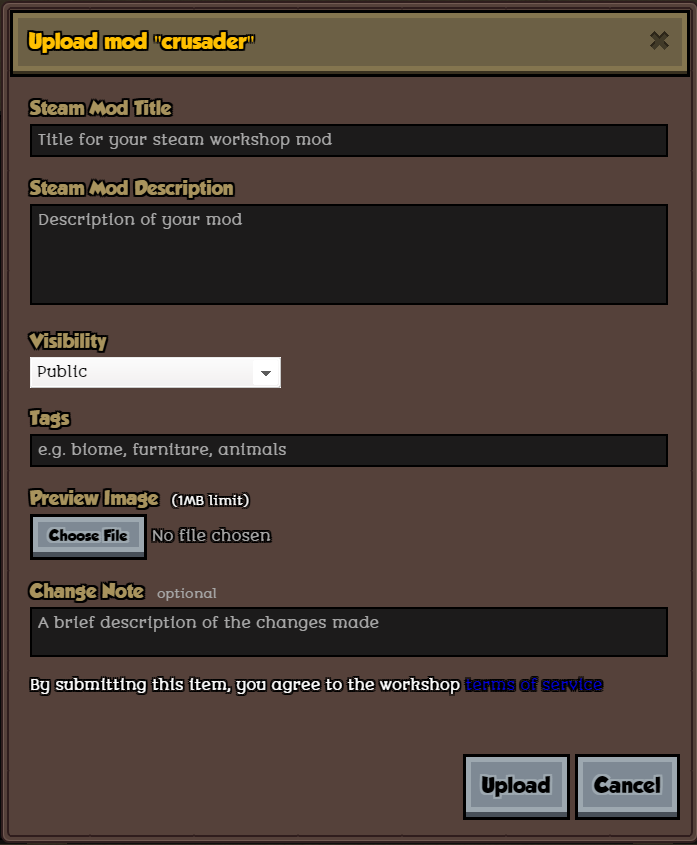 Upload mod "crusader"
Steam Mod Title
Title for your steam workshop mod
Steam Mod Description
Description of your mod
Visibility
Public
Tags
e.g. biome, furniture, animals
Preview Image (1MB limit)
Choose File No file chosen
Change Note optional
A brief description of the changes made
By submitting this item, you agree to the workshop terms of service
Upload Cancel